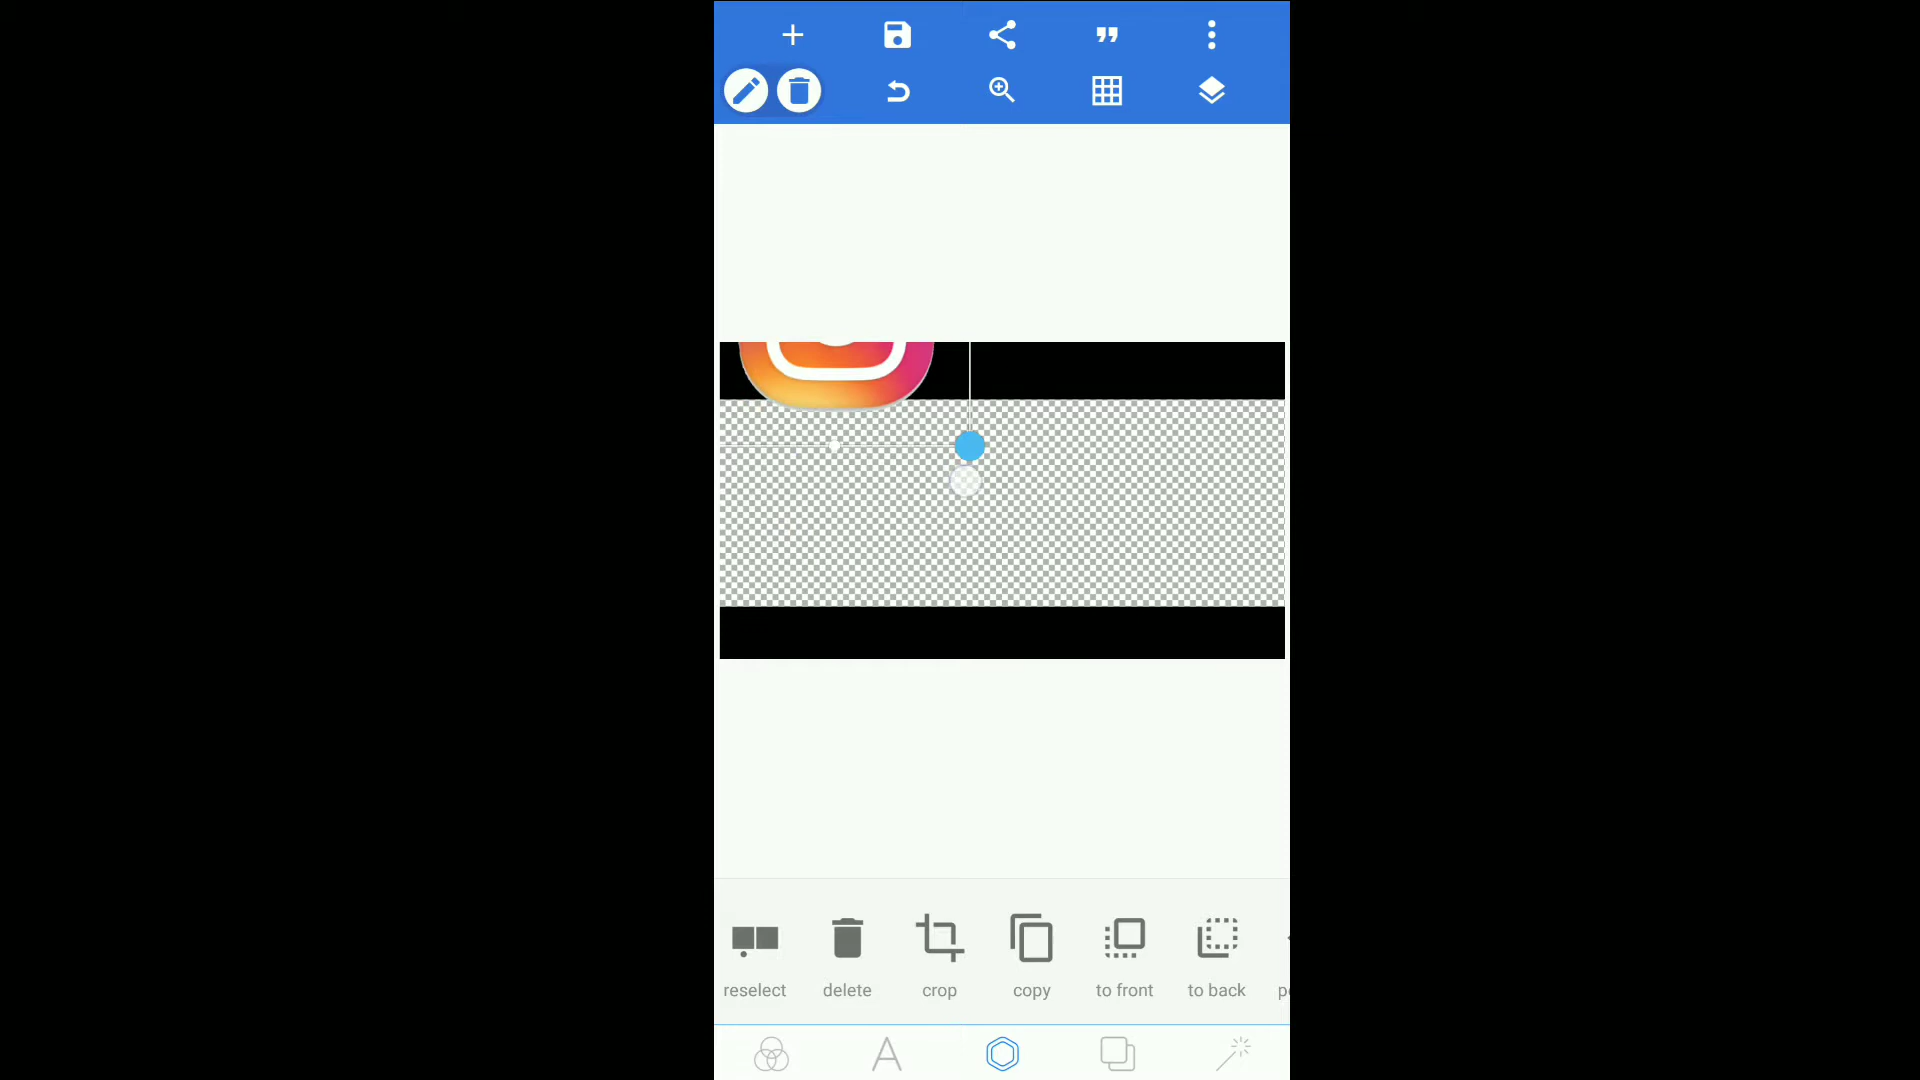 reselect
delete
crop
copy
to front
to back